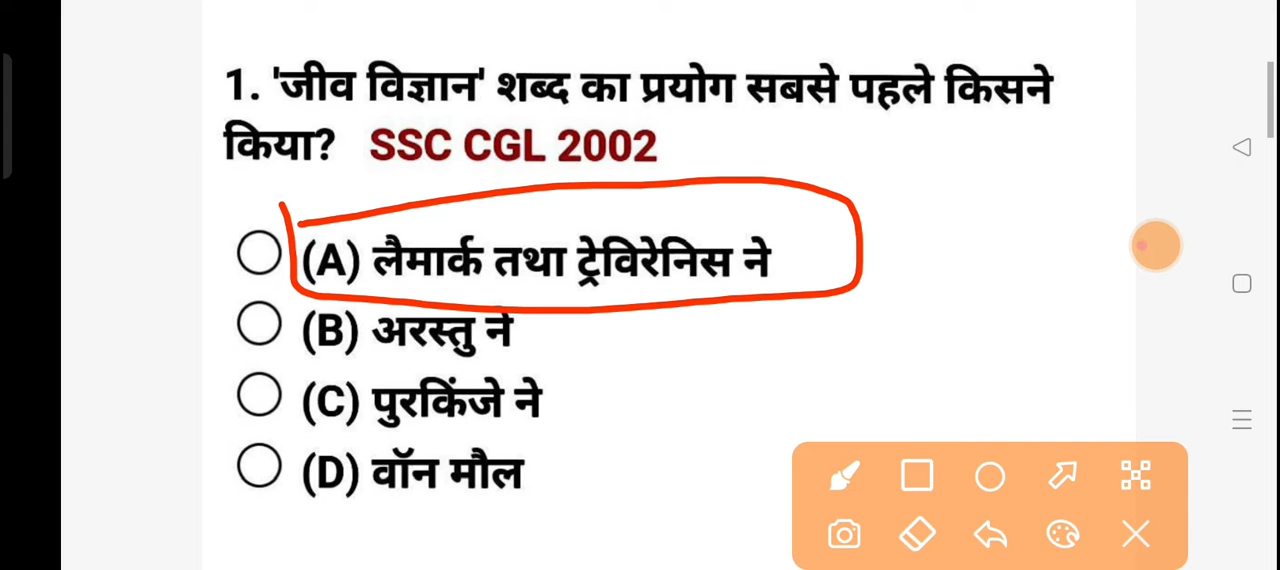 1. 'जीव विज्ञान' शब्द का प्रयोग सबसे पहले किसने
किया? SSC CGL 2002
(A) लैमार्क तथा ट्रेविरेनिस ने
(B) अरस्तु ने
(C) पुरकिंजे ने
(D) वॉन मौल